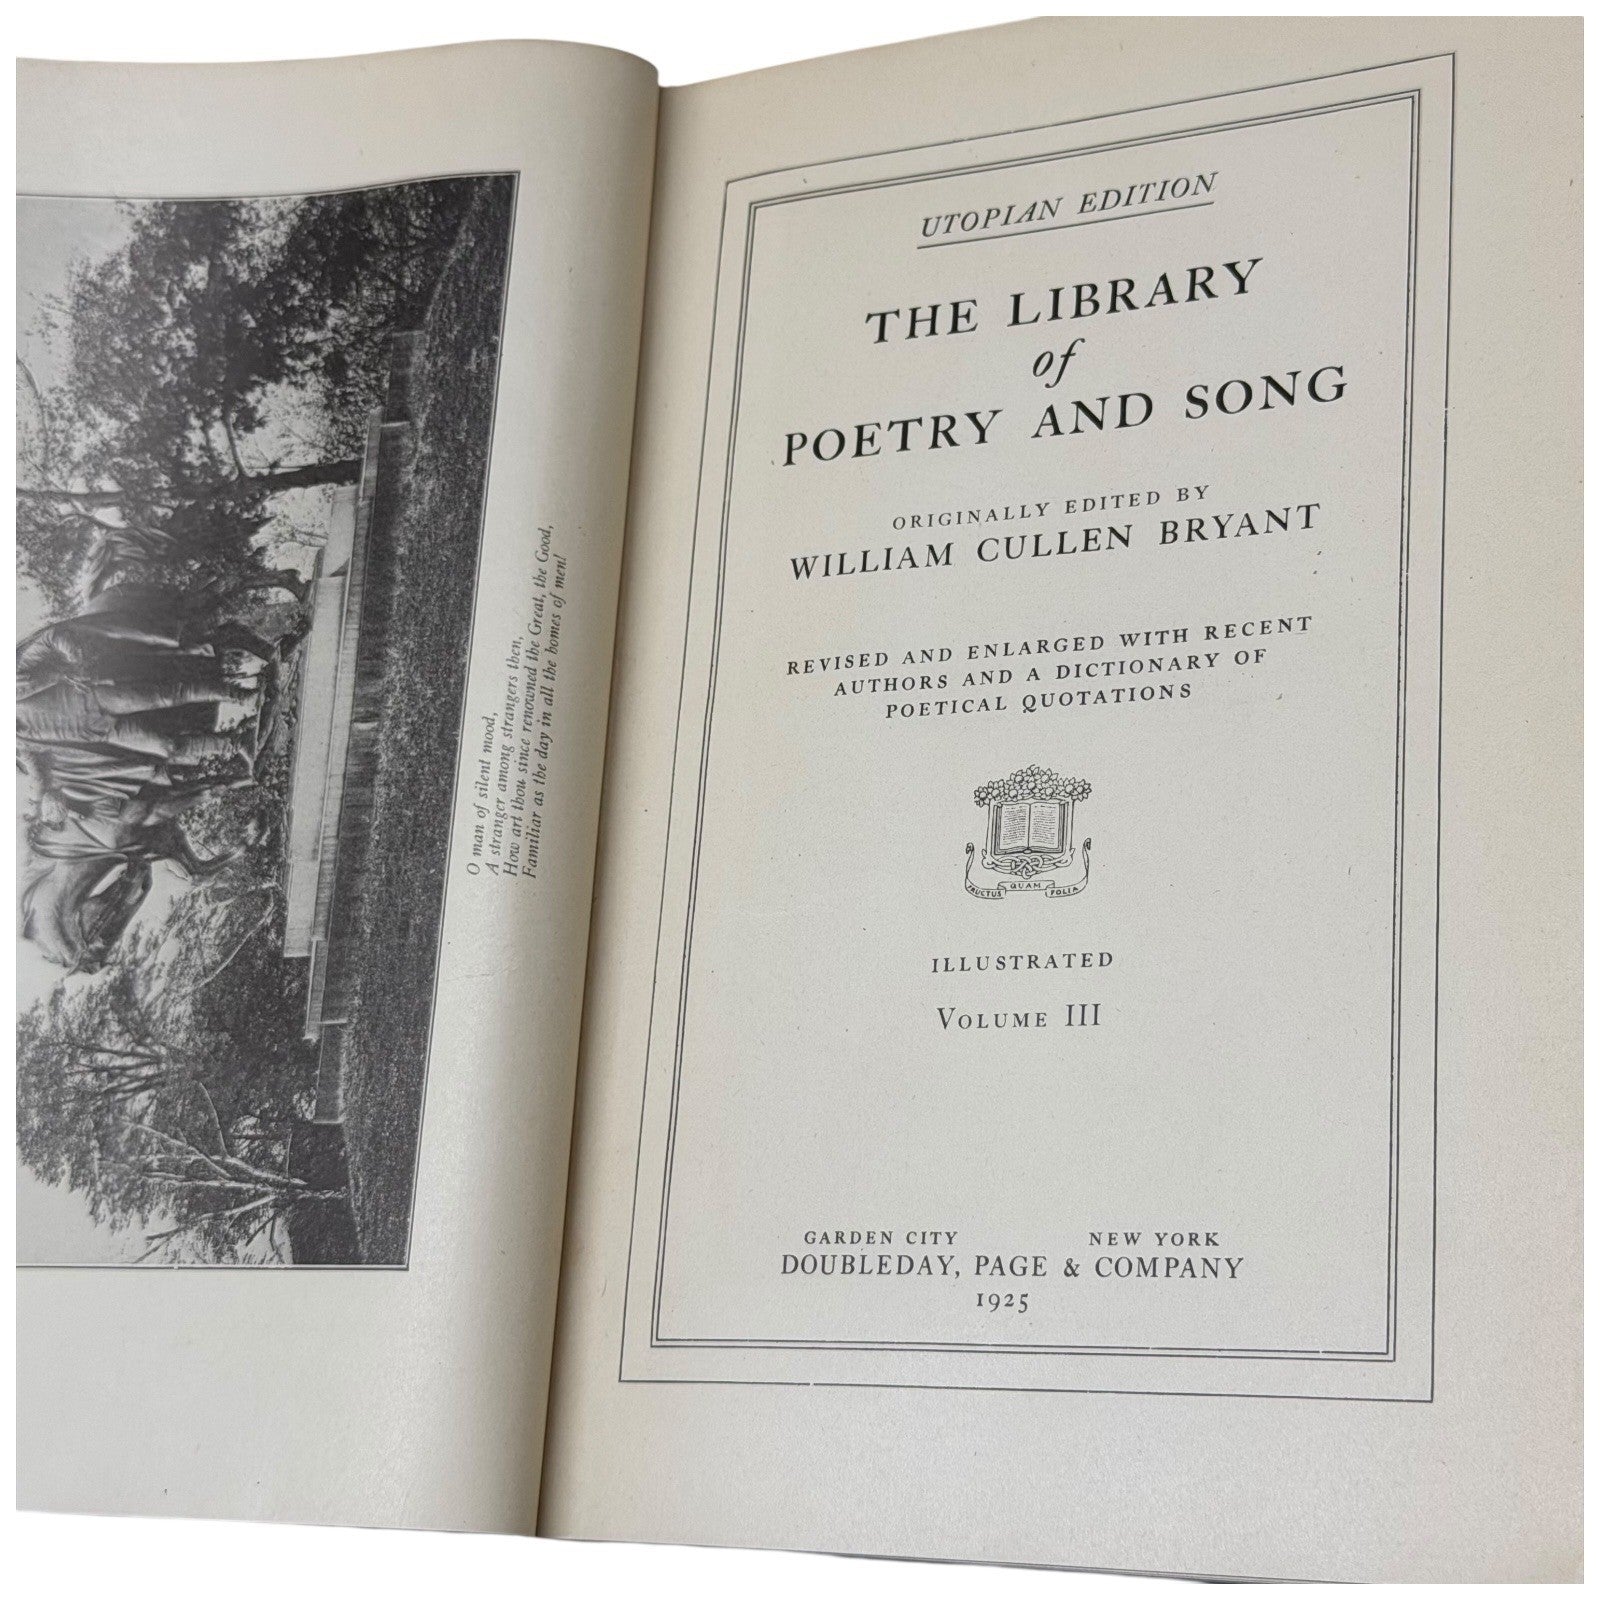 O man of silent mood,
A stranger among strangers then,
How art thou since renowned the Great, the Good,
Familiar as the day in all the homes of men!
UTOPIAN EDITION
THE LIBRARY
of
POETRY AND SONG
ORIGINALLY EDITED BY
WILLIAM CULLEN BRYANT
REVISED AND ENLARGED WITH RECENT
AUTHORS AND A DICTIONARY OF
POETICAL QUOTATIONS
FRUCTUS QUAM FOLIA
ILLUSTRATED
VOLUME III
GARDEN CITY NEW YORK
DOUBLEDAY, PAGE & COMPANY
1925